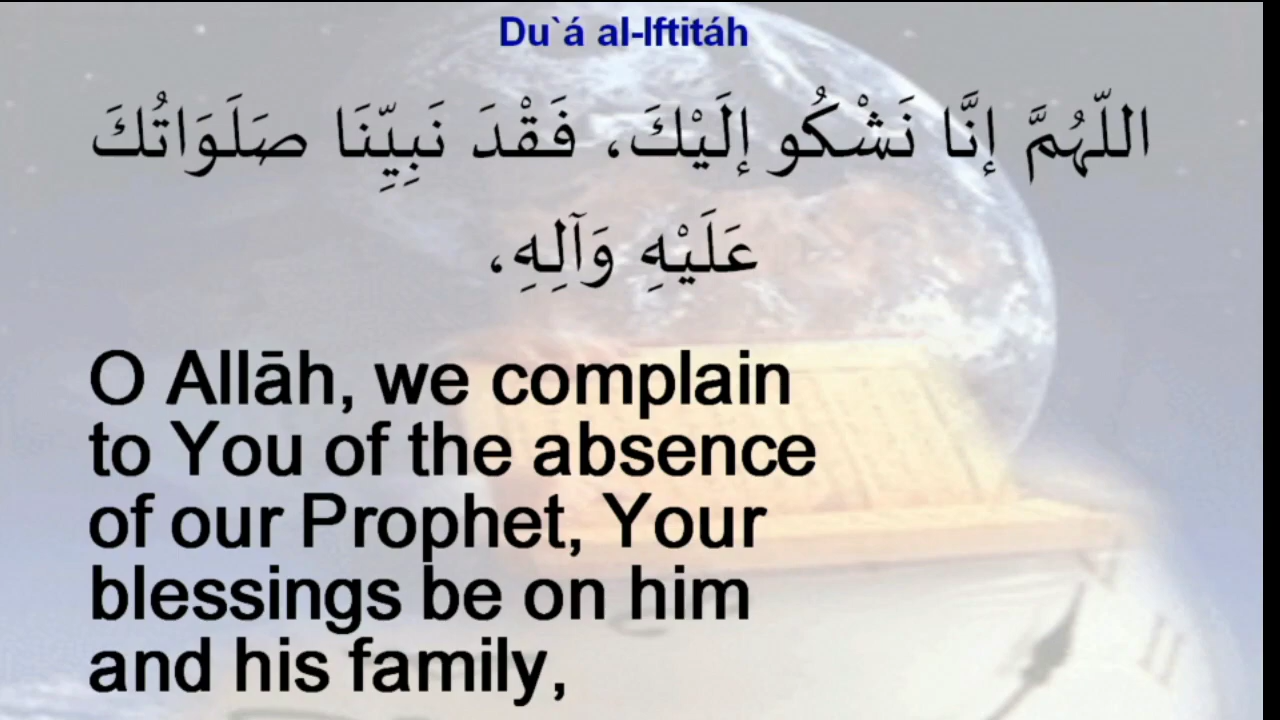 Du`á al-Iftitáh
اللّهُمَّ إنَّا نَشْكُو إلَيْكَ، فَقْدَ نَبِيِّنَا صَلَوَاتُكَ
عَلَيْهِ وَآلِهِ،
O Allāh, we complain
to You of the absence
of our Prophet, Your
blessings be on him
and his family,